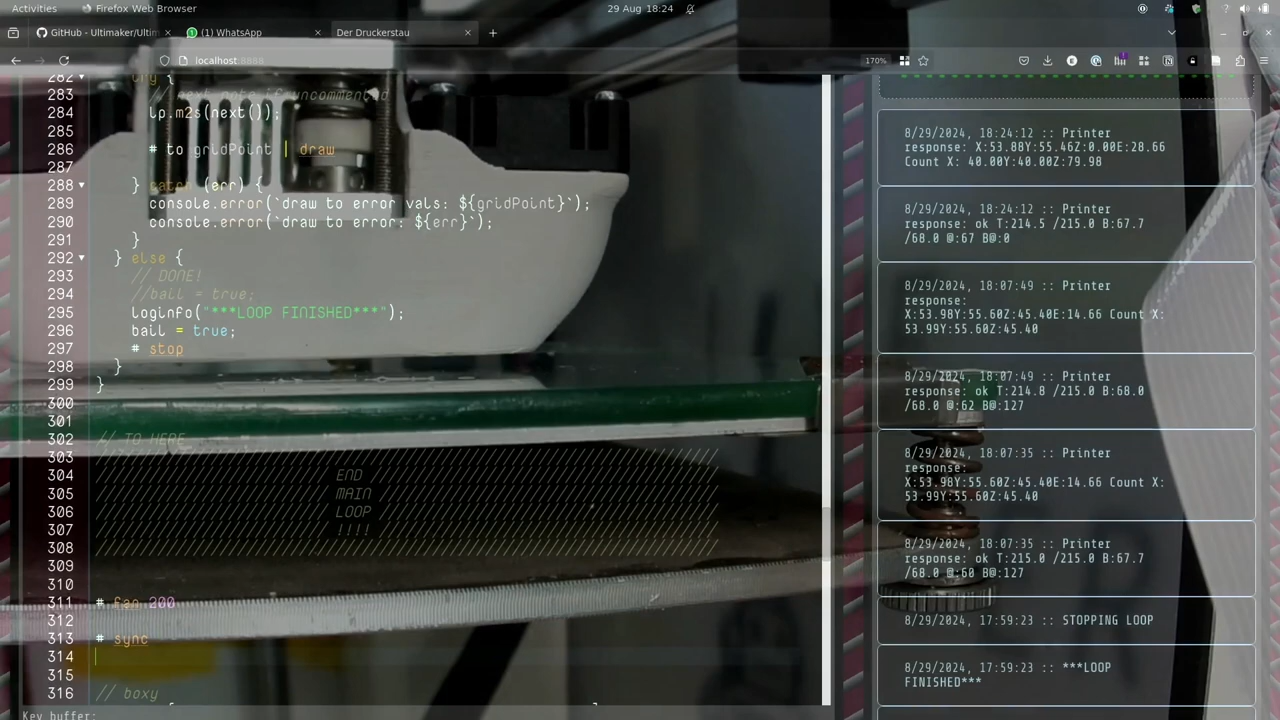 Activities Firefox Web Browser
29 Aug 18:24
GitHub - Ultimaker/Ultim
(1) WhatsApp
Der Druckerstau
localhost:8888
170%
282
283 // next note if uncommented
284 lp.m2s(next());
285
286 # to gridPoint | draw
287
288 } catch (err) {
289 console.error(`draw to error vals: ${gridPoint}`);
290 console.error(`draw to error: ${err}`);
291 }
292 } else {
293 // DONE!
294 //bail = true;
295 loginfo("***LOOP FINISHED***");
296 bail = true;
297 # stop
298 }
299 }
300
301
302 // TO HERE
303 /////////////////////////////////////////////////////////////////////
304 ////////////////////////// END /////////////////////////////////////
305 ////////////////////////// MAIN /////////////////////////////////////
306 ////////////////////////// LOOP /////////////////////////////////////
307 ////////////////////////// !!!! /////////////////////////////////////
308 /////////////////////////////////////////////////////////////////////
309
310
311 # fan 200
312
313 # sync
314
315
316 // boxy
Key buffer:
8/29/2024, 18:24:12 :: Printer
response: X:53.88Y:55.46Z:0.00E:28.66
Count X: 40.00Y:40.00Z:79.98
8/29/2024, 18:24:12 :: Printer
response: ok T:214.5 /215.0 B:67.7
/68.0 @:67 B@:0
8/29/2024, 18:07:49 :: Printer
response:
X:53.98Y:55.60Z:45.40E:14.66 Count X:
53.99Y:55.60Z:45.40
8/29/2024, 18:07:49 :: Printer
response: ok T:214.8 /215.0 B:68.0
/68.0 @:62 B@:127
8/29/2024, 18:07:35 :: Printer
response:
X:53.98Y:55.60Z:45.40E:14.66 Count X:
53.99Y:55.60Z:45.40
8/29/2024, 18:07:35 :: Printer
response: ok T:215.0 /215.0 B:67.7
/68.0 @:60 B@:127
8/29/2024, 17:59:23 :: STOPPING LOOP
8/29/2024, 17:59:23 :: ***LOOP
FINISHED***